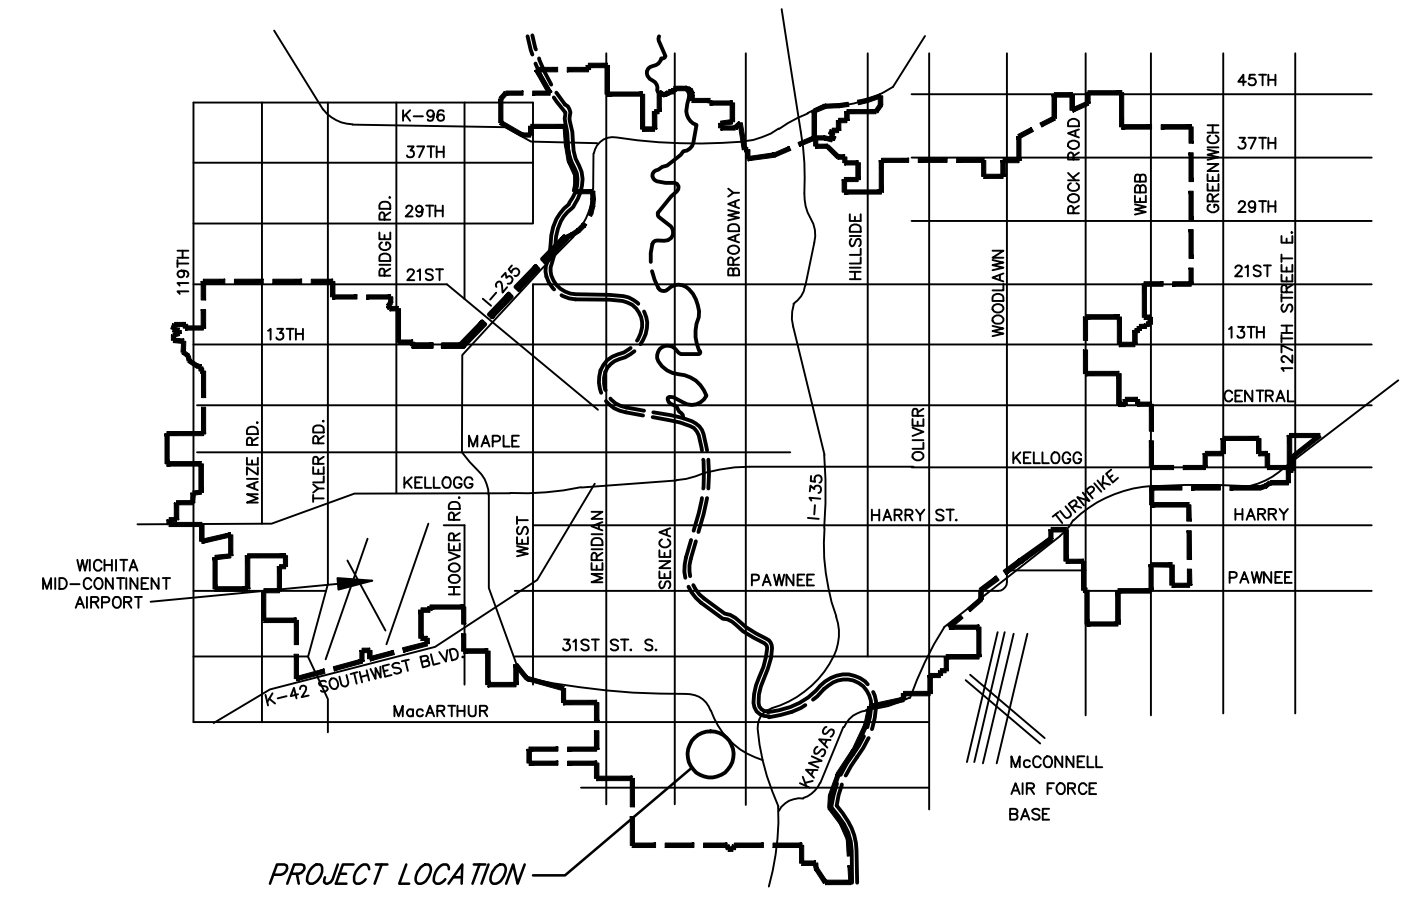 45TH
K-96
37TH
37TH
ROCK ROAD
WEBB
GREENWICH
29TH
29TH
RIDGE RD.
BROADWAY
HILLSIDE
119TH
21ST
I-235
21ST
WOODLAWN
127TH STREET E.
13TH
13TH
CENTRAL
MAIZE RD.
TYLER RD.
MAPLE
OLIVER
KELLOGG
KELLOGG
I-135
TURNPIKE
HOOVER RD.
WEST
MERIDIAN
SENECA
HARRY ST.
HARRY
WICHITA
MID-CONTINENT
AIRPORT
PAWNEE
PAWNEE
31ST ST. S.
K-42 SOUTHWEST BLVD.
MacARTHUR
KANSAS
McCONNELL
AIR FORCE
BASE
PROJECT LOCATION